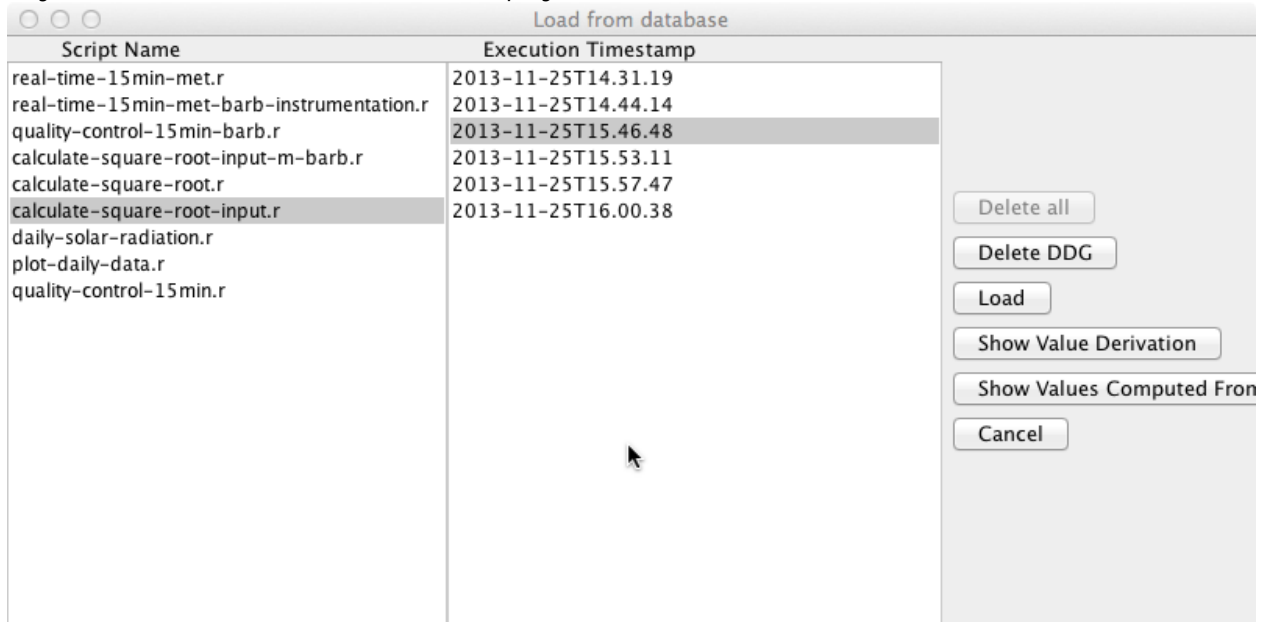 Load from database
Script Name Execution Timestamp
real-time-15min-met.r 2013-11-25T14.31.19
real-time-15min-met-barb-instrumentation.r 2013-11-25T14.44.14
quality-control-15min-barb.r 2013-11-25T15.46.48
calculate-square-root-input-m-barb.r 2013-11-25T15.53.11
calculate-square-root.r 2013-11-25T15.57.47
calculate-square-root-input.r 2013-11-25T16.00.38
daily-solar-radiation.r
plot-daily-data.r
quality-control-15min.r
Delete all
Delete DDG
Load
Show Value Derivation
Show Values Computed From
Cancel